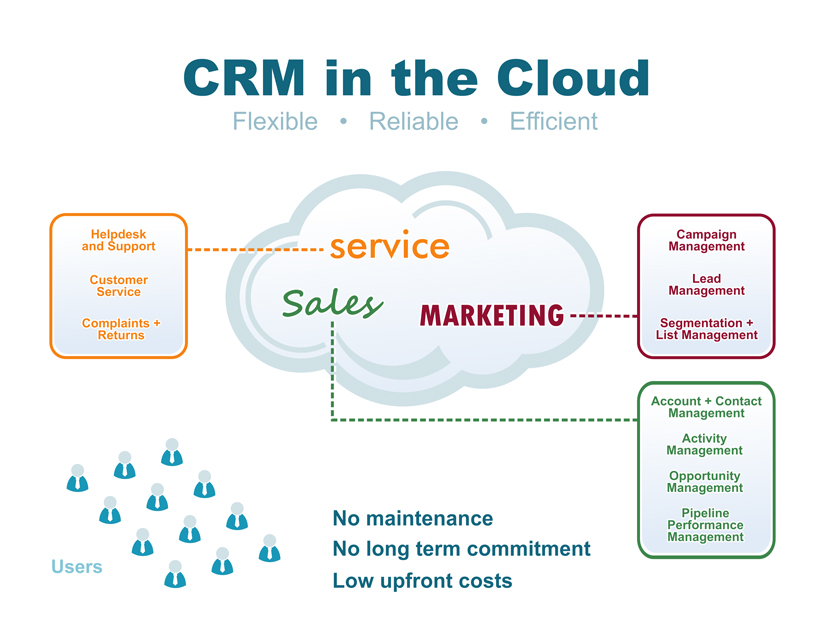 CRM in the Cloud
Flexible • Reliable • Efficient
Helpdesk
and Support
Customer
Service
Complaints +
Returns
service
Sales
MARKETING
Campaign
Management
Lead
Management
Segmentation +
List Management
Account + Contact
Management
Activity
Management
Opportunity
Management
Pipeline
Performance
Management
Users
No maintenance
No long term commitment
Low upfront costs